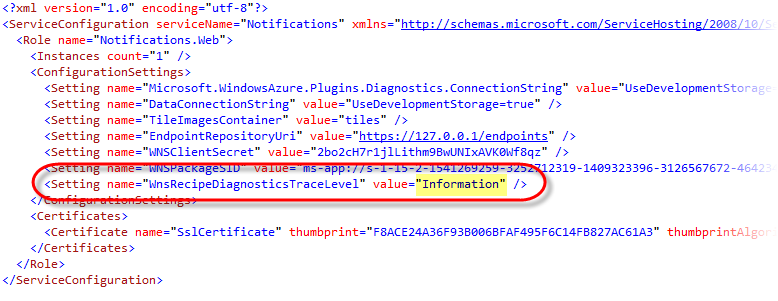 <?xml version="1.0" encoding="utf-8"?>
<ServiceConfiguration serviceName="Notifications" xmlns="http://schemas.microsoft.com/ServiceHosting/2008/10/Se
<Role name="Notifications.Web">
<Instances count="1" />
<ConfigurationSettings>
<Setting name="Microsoft.WindowsAzure.Plugins.Diagnostics.ConnectionString" value="UseDevelopmentStorage=
<Setting name="DataConnectionString" value="UseDevelopmentStorage=true" />
<Setting name="TileImagesContainer" value="tiles" />
<Setting name="EndpointRepositoryUri" value="https://127.0.0.1/endpoints" />
<Setting name="WNSClientSecret" value="2bo2cH7r1jlLithm9BwUNIxAVK0Wf8qz" />
<Setting name="WNSPackageSID" value="ms-app://s-1-15-2-1541269259-3252712319-1409323396-3126567672-46423
<Setting name="WnsRecipeDiagnosticsTraceLevel" value="Information" />
</ConfigurationSettings>
<Certificates>
<Certificate name="SslCertificate" thumbprint="F8ACE24A36F93B006BFAF495F6C14FB827AC61A3" thumbprintAlgor
</Certificates>
</Role>
</ServiceConfiguration>